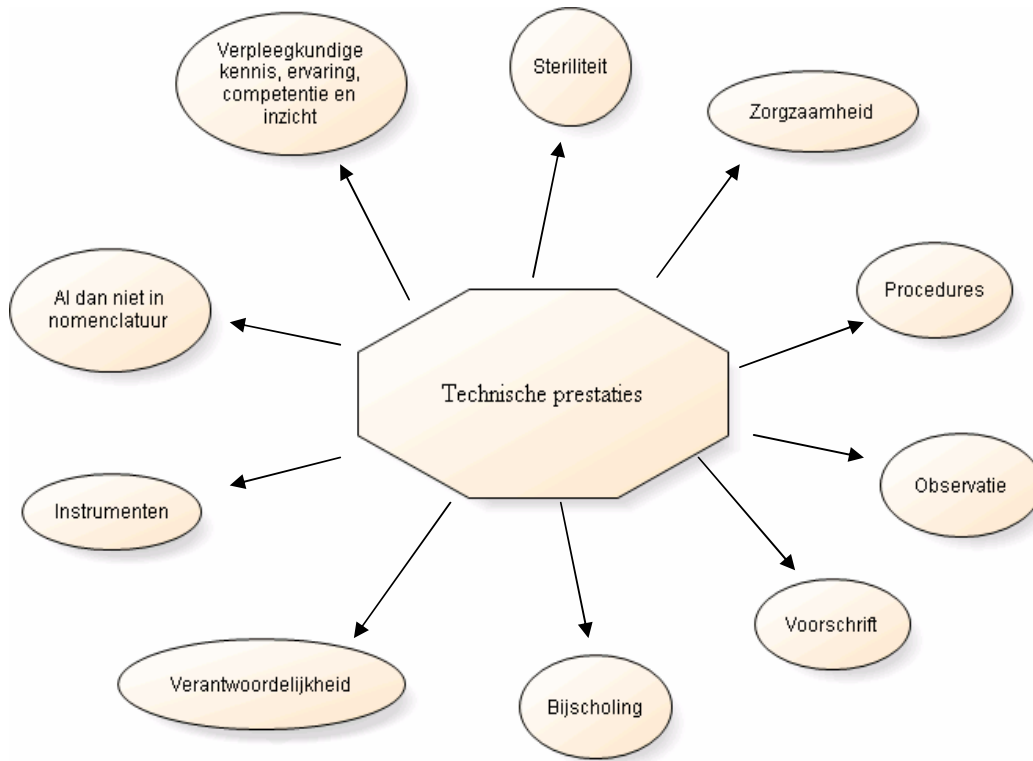 Verpleegkundige
kennis, ervaring,
competentie en
inzicht
Steriliteit
Zorgzaamheid
Al dan niet in
nomenclatuur
Procedures
Technische prestaties
Instrumenten
Observatie
Voorschrift
Verantwoordelijkheid
Bijscholing